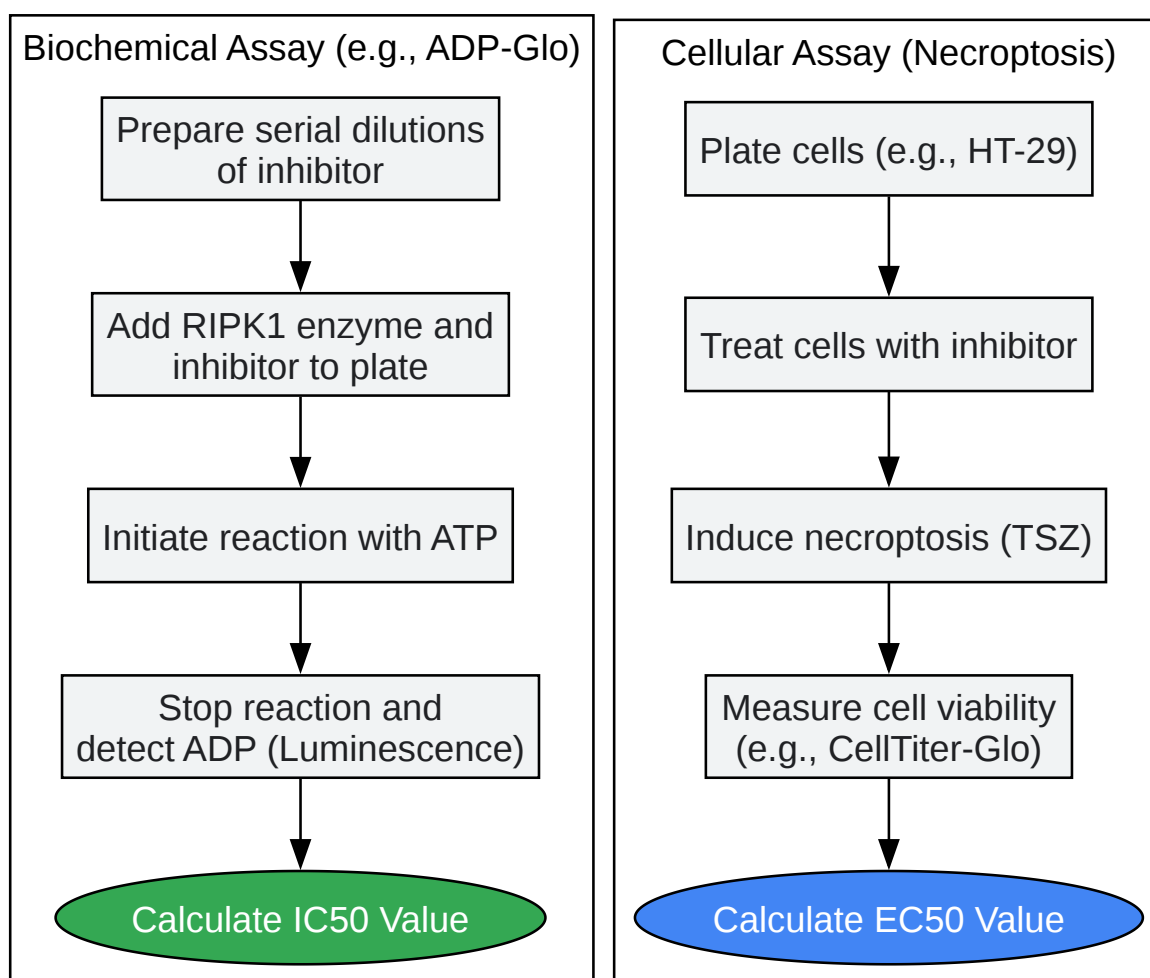 Biochemical Assay (e.g., ADP-Glo)
Prepare serial dilutions
of inhibitor
Add RIPK1 enzyme and
inhibitor to plate
Initiate reaction with ATP
Stop reaction and
detect ADP (Luminescence)
Calculate IC50 Value
Cellular Assay (Necroptosis)
Plate cells (e.g., HT-29)
Treat cells with inhibitor
Induce necroptosis (TSZ)
Measure cell viability
(e.g., CellTiter-Glo)
Calculate EC50 Value